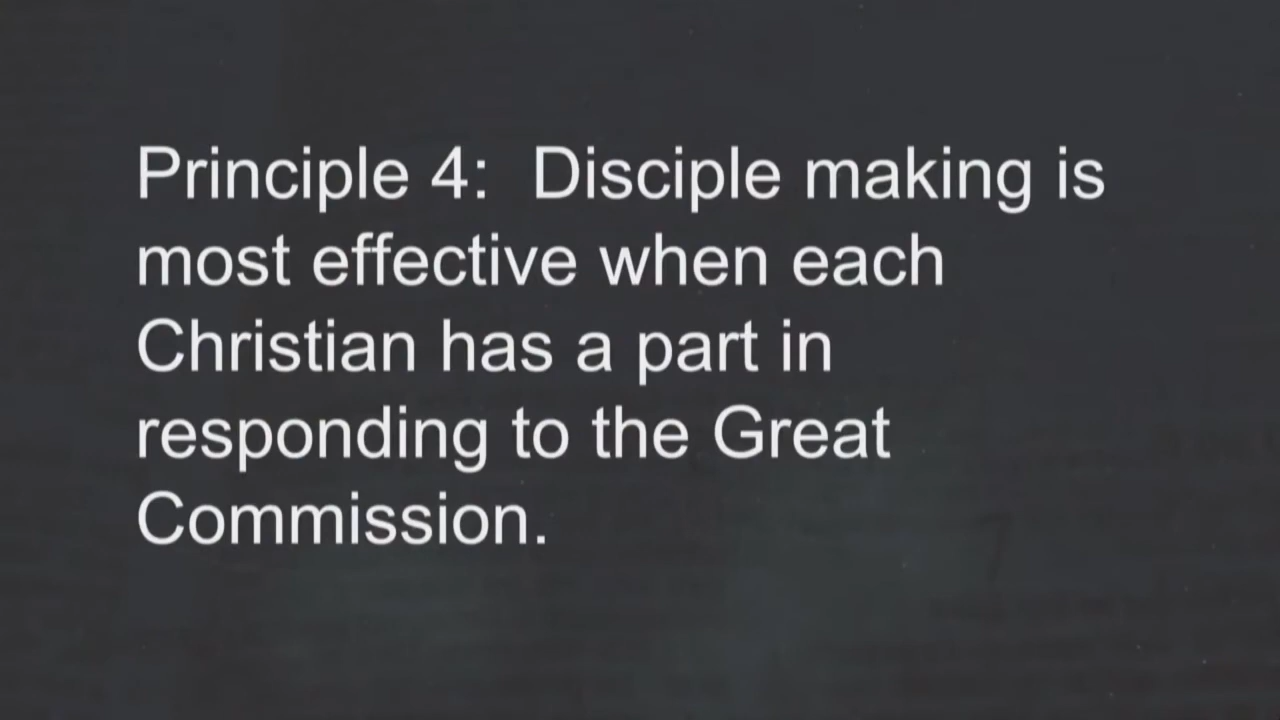 Principle 4:  Disciple making is
most effective when each
Christian has a part in
responding to the Great
Commission.